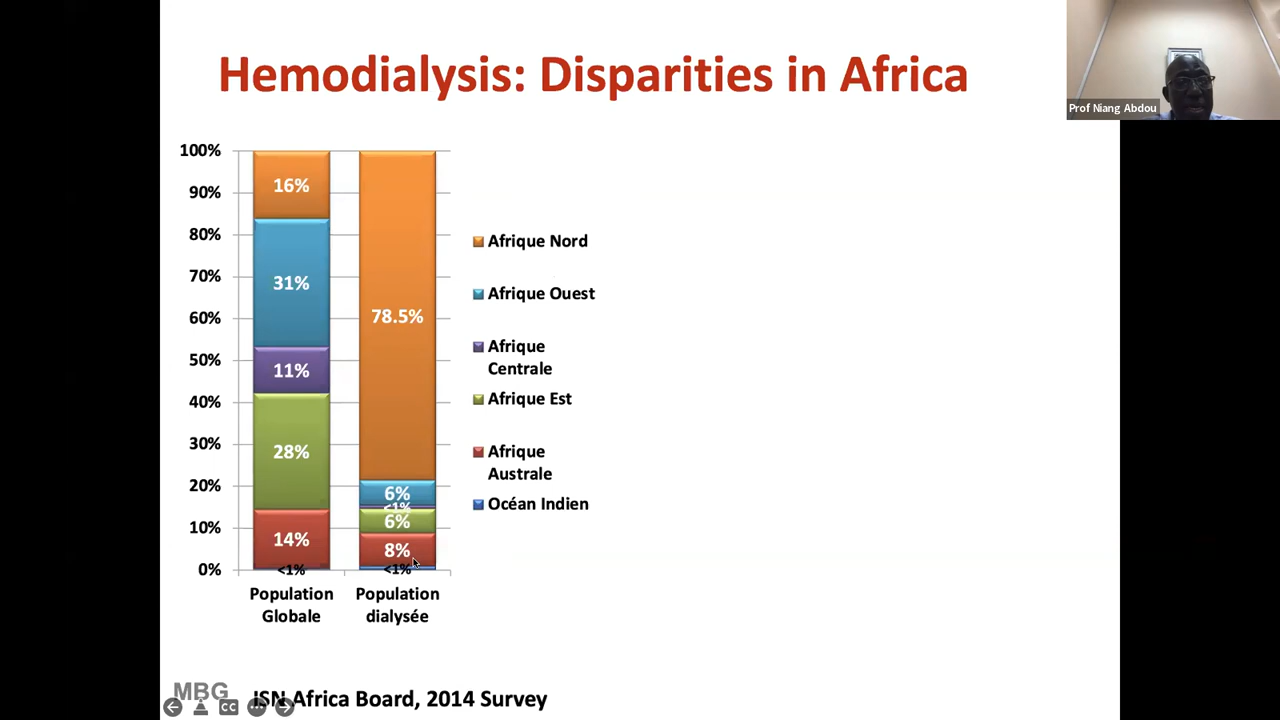 Hemodialysis: Disparities in Africa
Prof Niang Abdou
100%
90%
80%
70%
60%
50%
40%
30%
20%
10%
0%
16%
31%
11%
28%
14%
<1%
78.5%
6%
<1%
6%
8%
<1%
Population
Globale
Population
dialysée
Afrique Nord
Afrique Ouest
Afrique
Centrale
Afrique Est
Afrique
Australe
Océan Indien
MBG
CC
ISN Africa Board, 2014 Survey